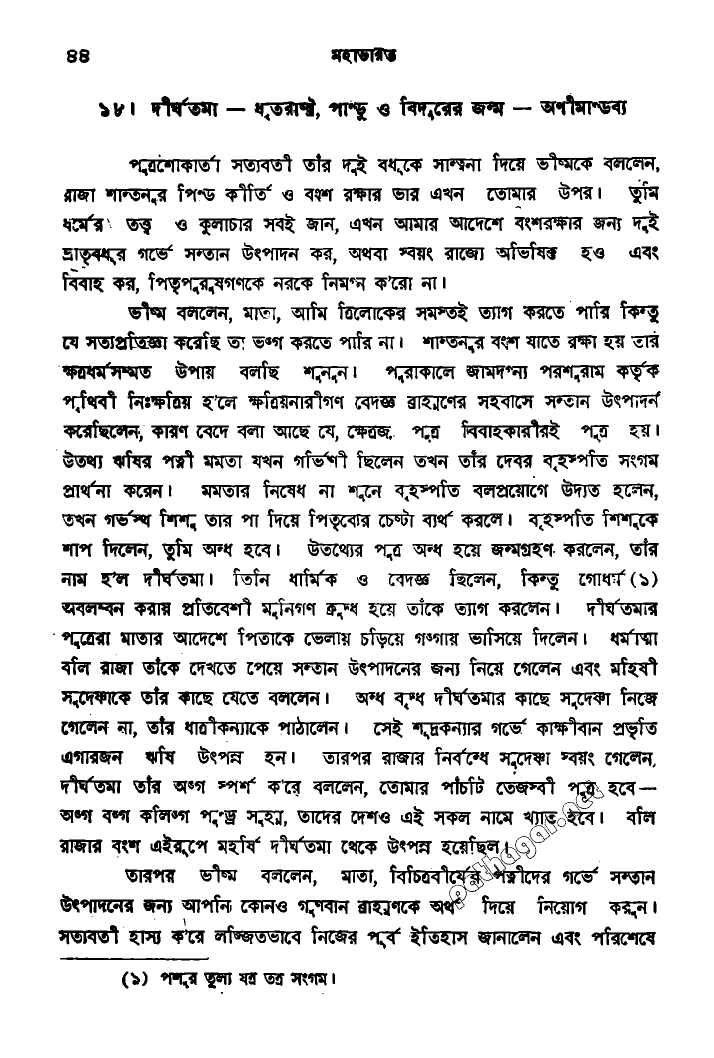 ৪৪
মহাভারত
১৮। দীর্ঘতমা — ধৃতরাষ্ট্র, পাণ্ডু ও বিদুরের জন্ম — অণীমাণ্ডব্য
পুত্রশোকার্তা সত্যবতী তাঁর দুই বধূকে সান্ত্বনা দিয়ে ভীষ্মকে বললেন,
রাজা শান্তনুর পিণ্ড কীর্তি ও বংশ রক্ষার ভার এখন তোমার উপর। তুমি
ধর্মের তত্ত্ব ও কুলাচার সবই জান, এখন আমার আদেশে বংশরক্ষার জন্য দুই
ভ্রাতৃবধূর গর্ভে সন্তান উৎপাদন কর, অথবা স্বয়ং রাজ্যে অভিষিক্ত হও এবং
বিবাহ কর, পিতৃপুরুষগণকে নরকে নিমগ্ন ক'রো না।
ভীষ্ম বললেন, মাতা, আমি ত্রিলোকের সমস্তই ত্যাগ করতে পারি কিন্তু
যে সত্যপ্রতিজ্ঞা করেছি তা ভঙ্গ করতে পারি না। শান্তনুর বংশ যাতে রক্ষা হয় তার
ক্ষত্রধর্মসম্মত উপায় বলছি শুনুন। পুরাকালে জামদগ্ন্য পরশুরাম কর্তৃক
পৃথিবী নিঃক্ষত্রিয় হ'লে ক্ষত্রিয়নারীগণ বেদজ্ঞ ব্রাহ্মণের সহবাসে সন্তান উৎপাদন
করেছিলেন, কারণ বেদে বলা আছে যে, ক্ষেত্রজ পুত্র বিবাহকারীরই পুত্র হয়।
উতথ্য ঋষির পত্নী মমতা যখন গর্ভিণী ছিলেন তখন তাঁর দেবর বৃহস্পতি সংগম
প্রার্থনা করেন। মমতার নিষেধ না শুনে বৃহস্পতি বলপ্রয়োগে উদ্যত হলেন,
তখন গর্ভস্থ শিশু তার পা দিয়ে পিতৃব্যের চেষ্টা ব্যর্থ করলে। বৃহস্পতি শিশুকে
শাপ দিলেন, তুমি অন্ধ হবে। উতথ্যের পুত্র অন্ধ হয়ে জন্মগ্রহণ করলেন, তাঁর
নাম হ'ল দীর্ঘতমা। তিনি ধার্মিক ও বেদজ্ঞ ছিলেন, কিন্তু গোধর্ম (১)
অবলম্বন করায় প্রতিবেশী মুনিগণ ক্রুদ্ধ হয়ে তাঁকে ত্যাগ করলেন। দীর্ঘতমার
পুত্রেরা মাতার আদেশে পিতাকে ভেলায় চড়িয়ে গঙ্গায় ভাসিয়ে দিলেন। ধর্মাত্মা
বলি রাজা তাঁকে দেখতে পেয়ে সন্তান উৎপাদনের জন্য নিয়ে গেলেন এবং মহিষী
সুদেষ্ণাকে তাঁর কাছে যেতে বললেন। অন্ধ বৃদ্ধ দীর্ঘতমার কাছে সুদেষ্ণা নিজে
গেলেন না, তাঁর ধাত্রীকন্যাকে পাঠালেন। সেই শূদ্রকন্যার গর্ভে কাক্ষীবান প্রভৃতি
এগারজন ঋষি উৎপন্ন হন। তারপর রাজার নির্বন্ধে সুদেষ্ণা স্বয়ং গেলেন,
দীর্ঘতমা তাঁর অঙ্গ স্পর্শ ক'রে বললেন, তোমার পাঁচটি তেজস্বী পুত্র হবে—
অঙ্গ বঙ্গ কলিঙ্গ পুণ্ড্র সুহ্ম, তাদের দেশও এই সকল নামে খ্যাত হবে। বলি
রাজার বংশ এইরূপে মহর্ষি দীর্ঘতমা থেকে উৎপন্ন হয়েছিল।
তারপর ভীষ্ম বললেন, মাতা, বিচিত্রবীর্যের পত্নীদের গর্ভে সন্তান
উৎপাদনের জন্য আপনি কোনও গুণবান ব্রাহ্মণকে অর্থ দিয়ে নিয়োগ করুন।
সত্যবতী হাস্য ক'রে লজ্জিতভাবে নিজের পূর্ব ইতিহাস জানালেন এবং পরিশেষে
(১) পশুর তুল্য যত্র তত্র সংগম।
pathagar.net